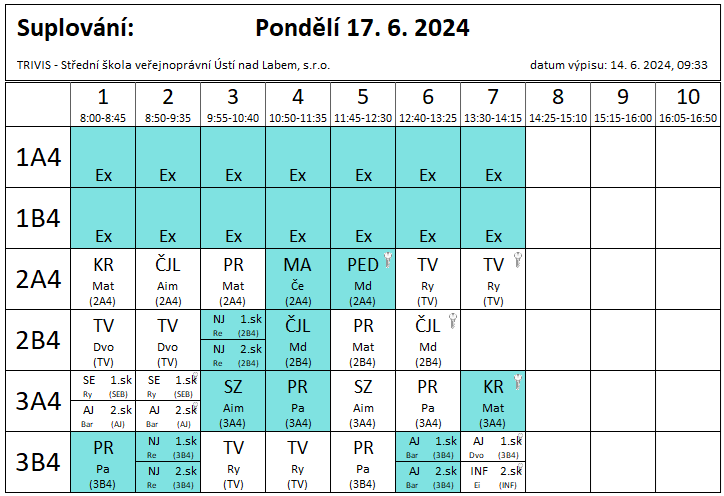 Suplování: Pondělí 17. 6. 2024
TRIVIS - Střední škola veřejnoprávní Ústí nad Labem, s.r.o. datum výpisu: 14. 6. 2024, 09:33
1 2 3 4 5 6 7 8 9 10
8:00-8:45 8:50-9:35 9:55-10:40 10:50-11:35 11:45-12:30 12:40-13:25 13:30-14:15 14:25-15:10 15:15-16:00 16:05-16:50
1A4 Ex Ex Ex Ex Ex Ex Ex
1B4 Ex Ex Ex Ex Ex Ex Ex
2A4
KR ČJL PR MA PED TV TV
Mat Aim Mat Če Md Ry Ry
(2A4) (2A4) (2A4) (2A4) (2A4) (TV) (TV)
2B4
TV TV NJ 1.sk ČJL PR ČJL
Dvo Dvo Re (2B4) Md Mat Md
(TV) (TV) NJ 2.sk (2B4) (2B4) (2B4)
Re (2B4)
3A4
SE 1.sk SE 1.sk SZ PR SZ PR KR
Ry (SEB) Ry (SEB) Aim Pa Aim Pa Mat
AJ 2.sk AJ 2.sk (3A4) (3A4) (3A4) (3A4) (3A4)
Bar (AJ) Bar (AJ)
3B4
PR NJ 1.sk TV TV PR AJ 1.sk AJ 1.sk
Pa Re (3B4) Ry Ry Pa Bar (3B4) Dvo (3B4)
(3B4) NJ 2.sk (TV) (TV) (3B4) AJ 2.sk INF 2.sk
Re (3B4) Bar (3B4) Ei (INF)